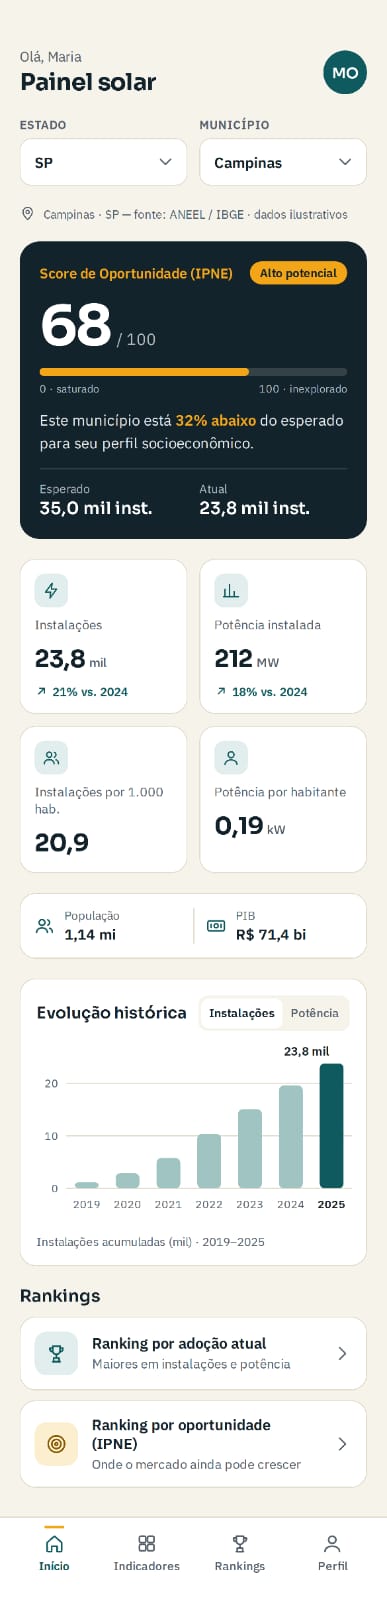 Olá, Maria
Painel solar
MO
ESTADO
MUNICÍPIO
SP
Campinas
Campinas · SP — fonte: ANEEL / IBGE · dados ilustrativos
Score de Oportunidade (IPNE)
Alto potencial
68 / 100
0 · saturado
100 · inexplorado
Este município está 32% abaixo do esperado
para seu perfil socioeconômico.
Esperado
35,0 mil inst.
Atual
23,8 mil inst.
Instalações
23,8 mil
21% vs. 2024
Potência instalada
212 MW
18% vs. 2024
Instalações por 1.000
hab.
20,9
Potência por habitante
0,19 kW
População
1,14 mi
PIB
R$ 71,4 bi
Evolução histórica
Instalações
Potência
23,8 mil
20
10
0
2019 2020 2021 2022 2023 2024 2025
Instalações acumuladas (mil) · 2019–2025
Rankings
Ranking por adoção atual
Maiores em instalações e potência
Ranking por oportunidade
(IPNE)
Onde o mercado ainda pode crescer
Início
Indicadores
Rankings
Perfil